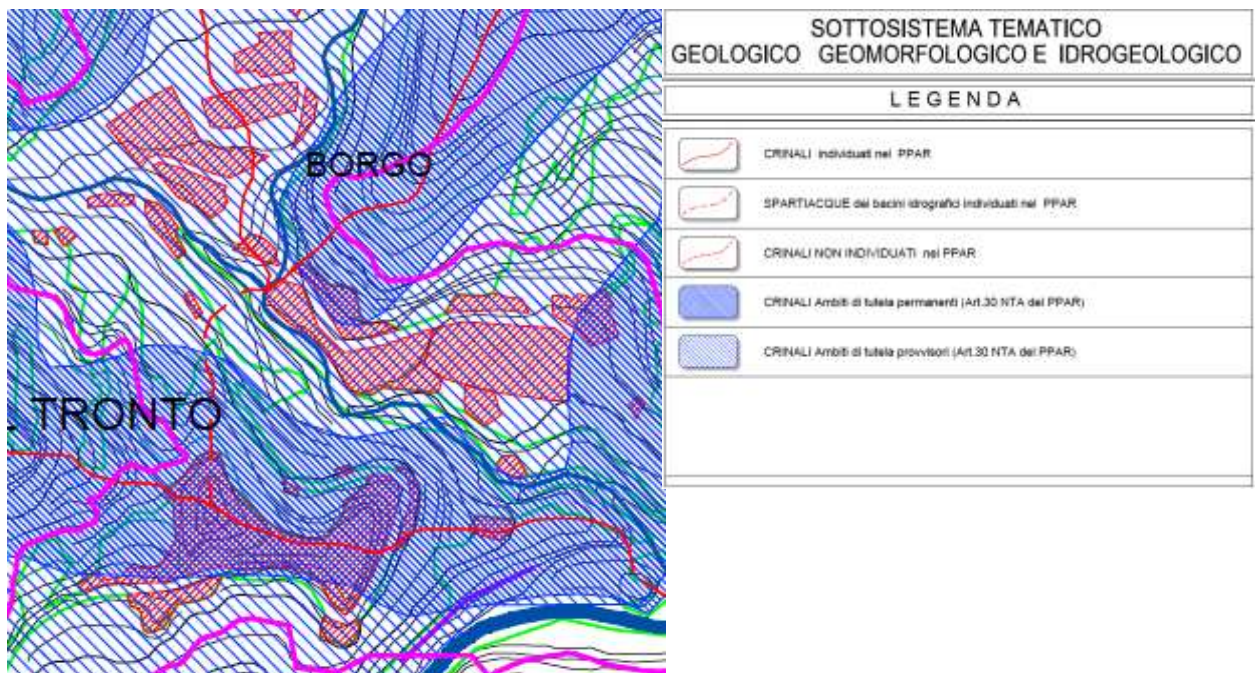 BORGO
L TRONTO
SOTTOSISTEMA TEMATICO
GEOLOGICO GEOMORFOLOGICO E IDROGEOLOGICO
LEGENDA
CRINALI individuati nel PPAR
SPARTIACQUE dei bacini idrografici individuati nel PPAR
CRINALI NON INDIVIDUATI nel PPAR
CRINALI Ambiti di tutela permanenti (Art.30 NTA del PPAR)
CRINALI Ambiti di tutela provvisori (Art.30 NTA del PPAR)